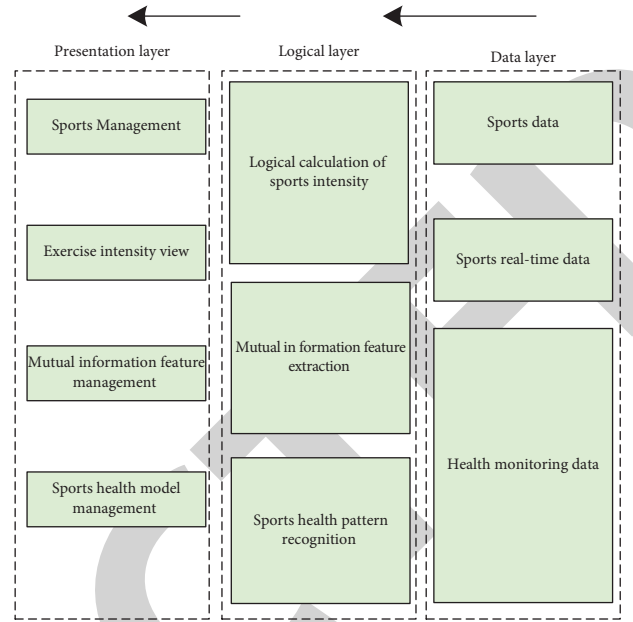 Presentation layer
Sports Management
Exercise intensity view
Mutual information feature
management
Sports health model
management
Logical layer
Logical calculation of
sports intensity
Mutual in formation feature
extraction
Sports health pattern
recognition
Data layer
Sports data
Sports real-time data
Health monitoring data